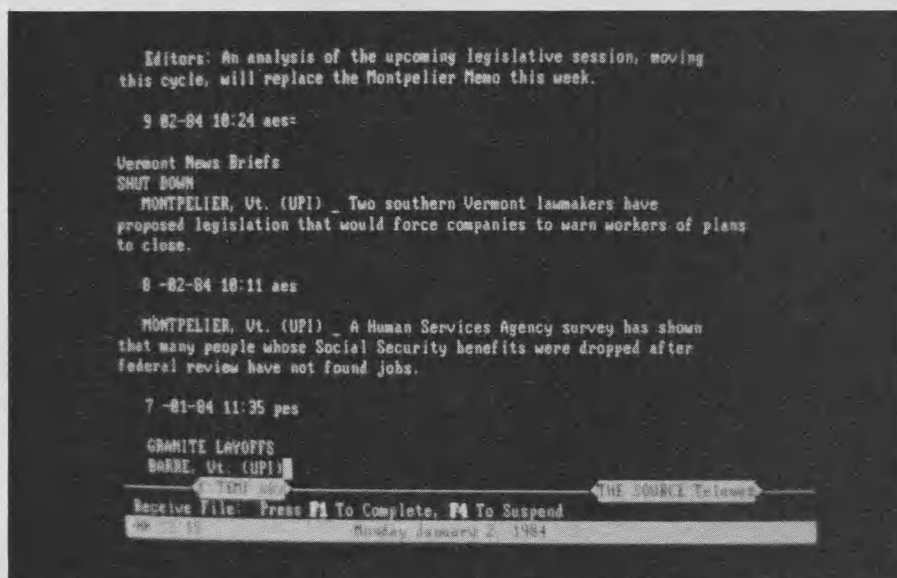 Editors: An analysis of the upcoming legislative session, moving
this cycle, will replace the Montpelier Memo this week.
9 02-84 10:24 aes=
Vermont News Briefs
SHUT DOWN
MONTPELIER, Vt. (UPI) _ Two southern Vermont lawmakers have
proposed legislation that would force companies to warn workers of plans
to close.
8 -02-84 10:11 aes
MONTPELIER, Vt. (UPI) _ A Human Services Agency survey has shown
that many people whose Social Security benefits were dropped after
federal review have not found jobs.
7 -01-84 11:35 pes
GRANITE LAYOFFS
BARRE, Vt. (UPI)
THE SOURCE
Receive File: Press F1 To Complete, F4 To Suspend
Monday January 2, 1984